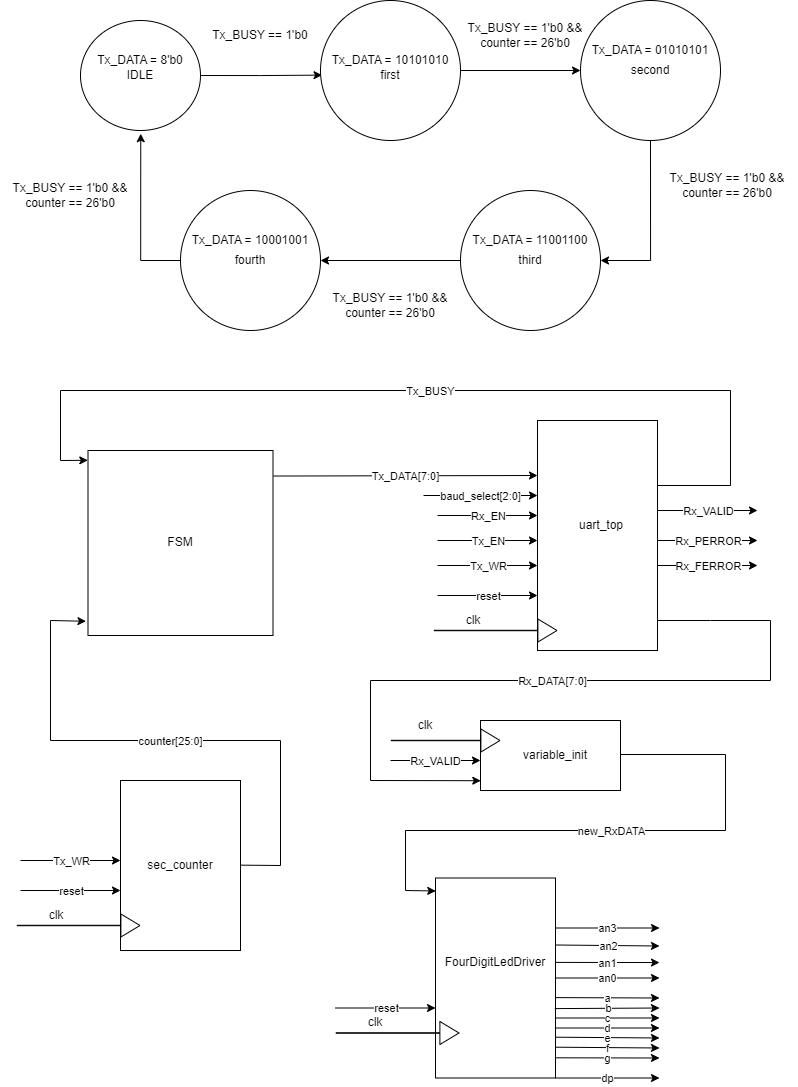 Tx_DATA = 8'b0
IDLE
Tx_BUSY == 1'b0
Tx_DATA = 10101010
first
Tx_BUSY == 1'b0 &&
counter == 26'b0
Tx_DATA = 01010101
second
Tx_BUSY == 1'b0 &&
counter == 26'b0
Tx_BUSY == 1'b0 &&
counter == 26'b0
Tx_DATA = 10001001
fourth
Tx_DATA = 11001100
third
Tx_BUSY == 1'b0 &&
counter == 26'b0
Tx_BUSY
FSM
Tx_DATA[7:0]
baud_select[2:0]
Rx_EN
Tx_EN
Tx_WR
reset
clk
uart_top
Rx_VALID
Rx_PERROR
Rx_FERROR
Rx_DATA[7:0]
clk
Rx_VALID
variable_init
counter[25:0]
Tx_WR
reset
clk
sec_counter
new_RxDATA
FourDigitLedDriver
reset
clk
an3
an2
an1
an0
a
b
c
d
e
f
g
dp